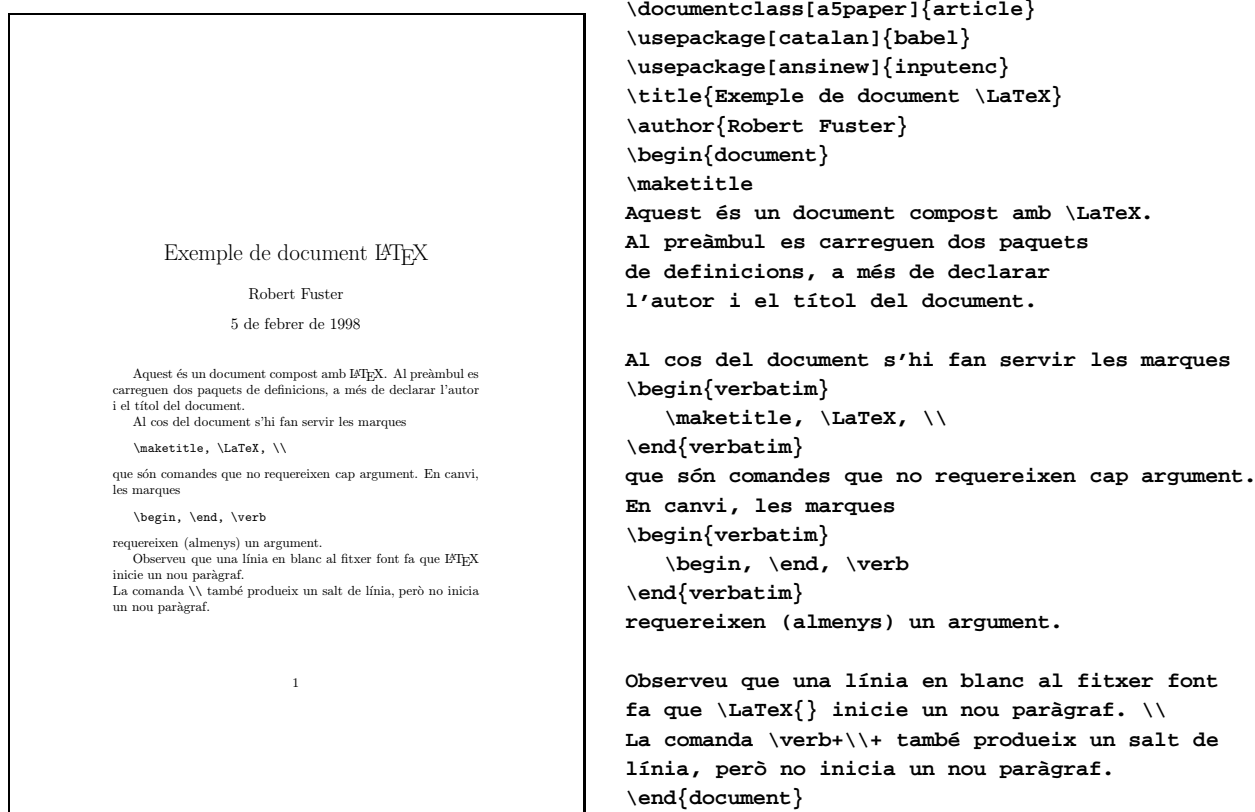 Exemple de document LATEX
Robert Fuster
5 de febrer de 1998
Aquest és un document compost amb LATEX. Al preàmbul es
carreguen dos paquets de definicions, a més de declarar l'autor
i el títol del document.
Al cos del document s'hi fan servir les marques
\maketitle, \LaTeX, \\
que són comandes que no requereixen cap argument. En canvi,
les marques
\begin, \end, \verb
requereixen (almenys) un argument.
Observeu que una línia en blanc al fitxer font fa que LATEX
inicie un nou paràgraf.
La comanda \\ també produeix un salt de línia, però no inicia
un nou paràgraf.
1
\documentclass[a5paper]{article}
\usepackage[catalan]{babel}
\usepackage[ansinew]{inputenc}
\title{Exemple de document \LaTeX}
\author{Robert Fuster}
\begin{document}
\maketitle
Aquest és un document compost amb \LaTeX.
Al preàmbul es carreguen dos paquets
de definicions, a més de declarar
l'autor i el títol del document.

Al cos del document s'hi fan servir les marques
\begin{verbatim}
   \maketitle, \LaTeX, \\
\end{verbatim}
que són comandes que no requereixen cap argument.
En canvi, les marques
\begin{verbatim}
   \begin, \end, \verb
\end{verbatim}
requereixen (almenys) un argument.

Observeu que una línia en blanc al fitxer font
fa que \LaTeX{} inicie un nou paràgraf. \\
La comanda \verb+\\+ també produeix un salt de
línia, però no inicia un nou paràgraf.
\end{document}